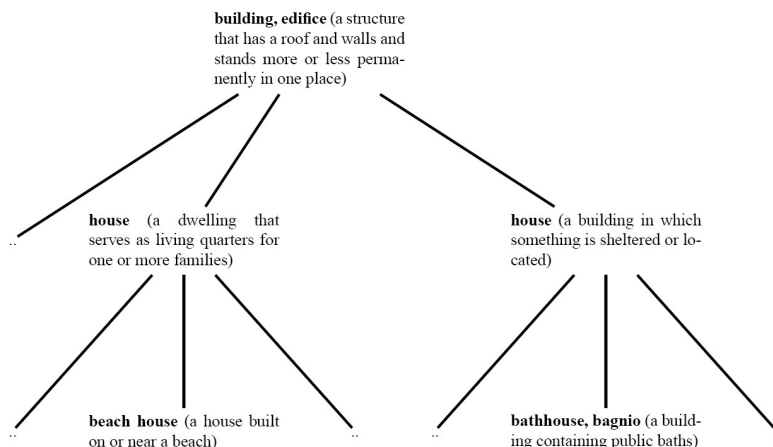 building, edifice (a structure
that has a roof and walls and
stands more or less perma-
nently in one place)
..
house (a dwelling that
serves as living quarters for
one or more families)
house (a building in which
something is sheltered or lo-
cated)
..
beach house (a house built
on or near a beach)
..
..
bathhouse, bagnio (a build-
ing containing public baths)